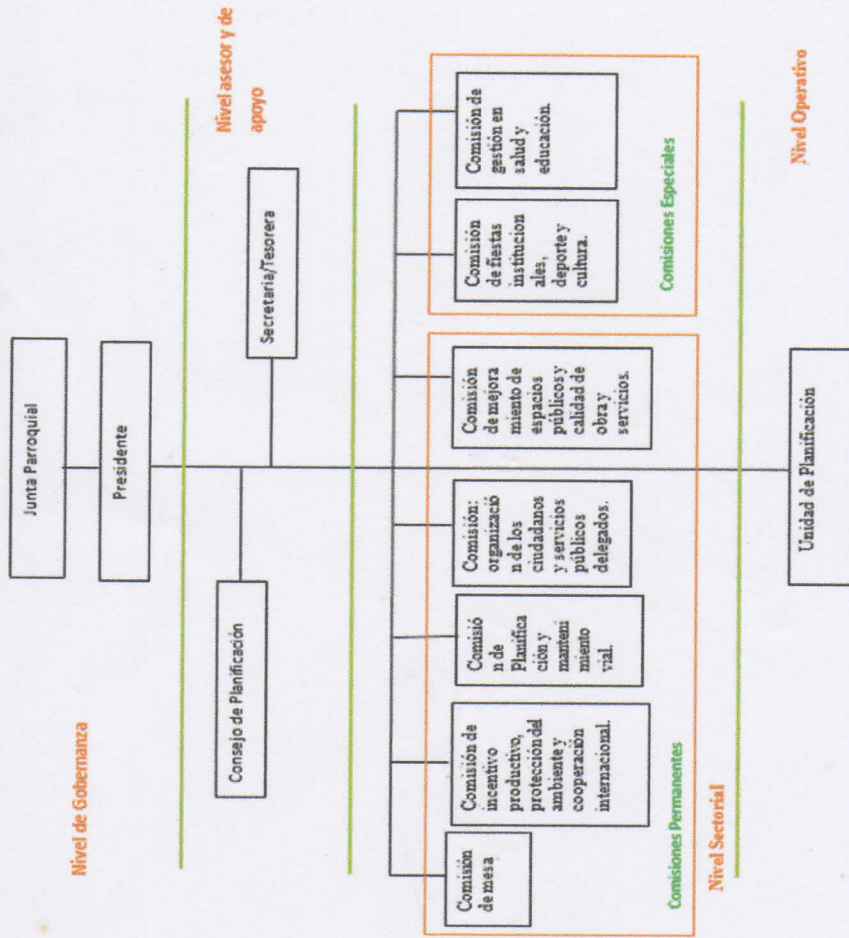 Junta Parroquial
Nivel de Gobernanza
Presidente
Nivel asesor y de
apoyo
Consejo de Planificación
Secretaria/Tesorera
Comisión
de mesa
Comisión de
incentivo
productivo,
protección del
ambiente y
cooperación
internacional.
Comisió
n de
Planifica
ción y
manteni
miento
vial.
Comisión:
organizació
n de los
ciudadanos
y servicios
públicos
delegados.
Comisión
de mejora
miento de
espacios
públicos y
calidad de
obra y
servicios.
Comisión
de fiestas
institucion
ales,
deporte y
cultura.
Comisión de
gestión en
salud y
educación.
Comisiones Permanentes
Comisiones Especiales
Nivel Sectorial
Nivel Operativo
Unidad de Planificación